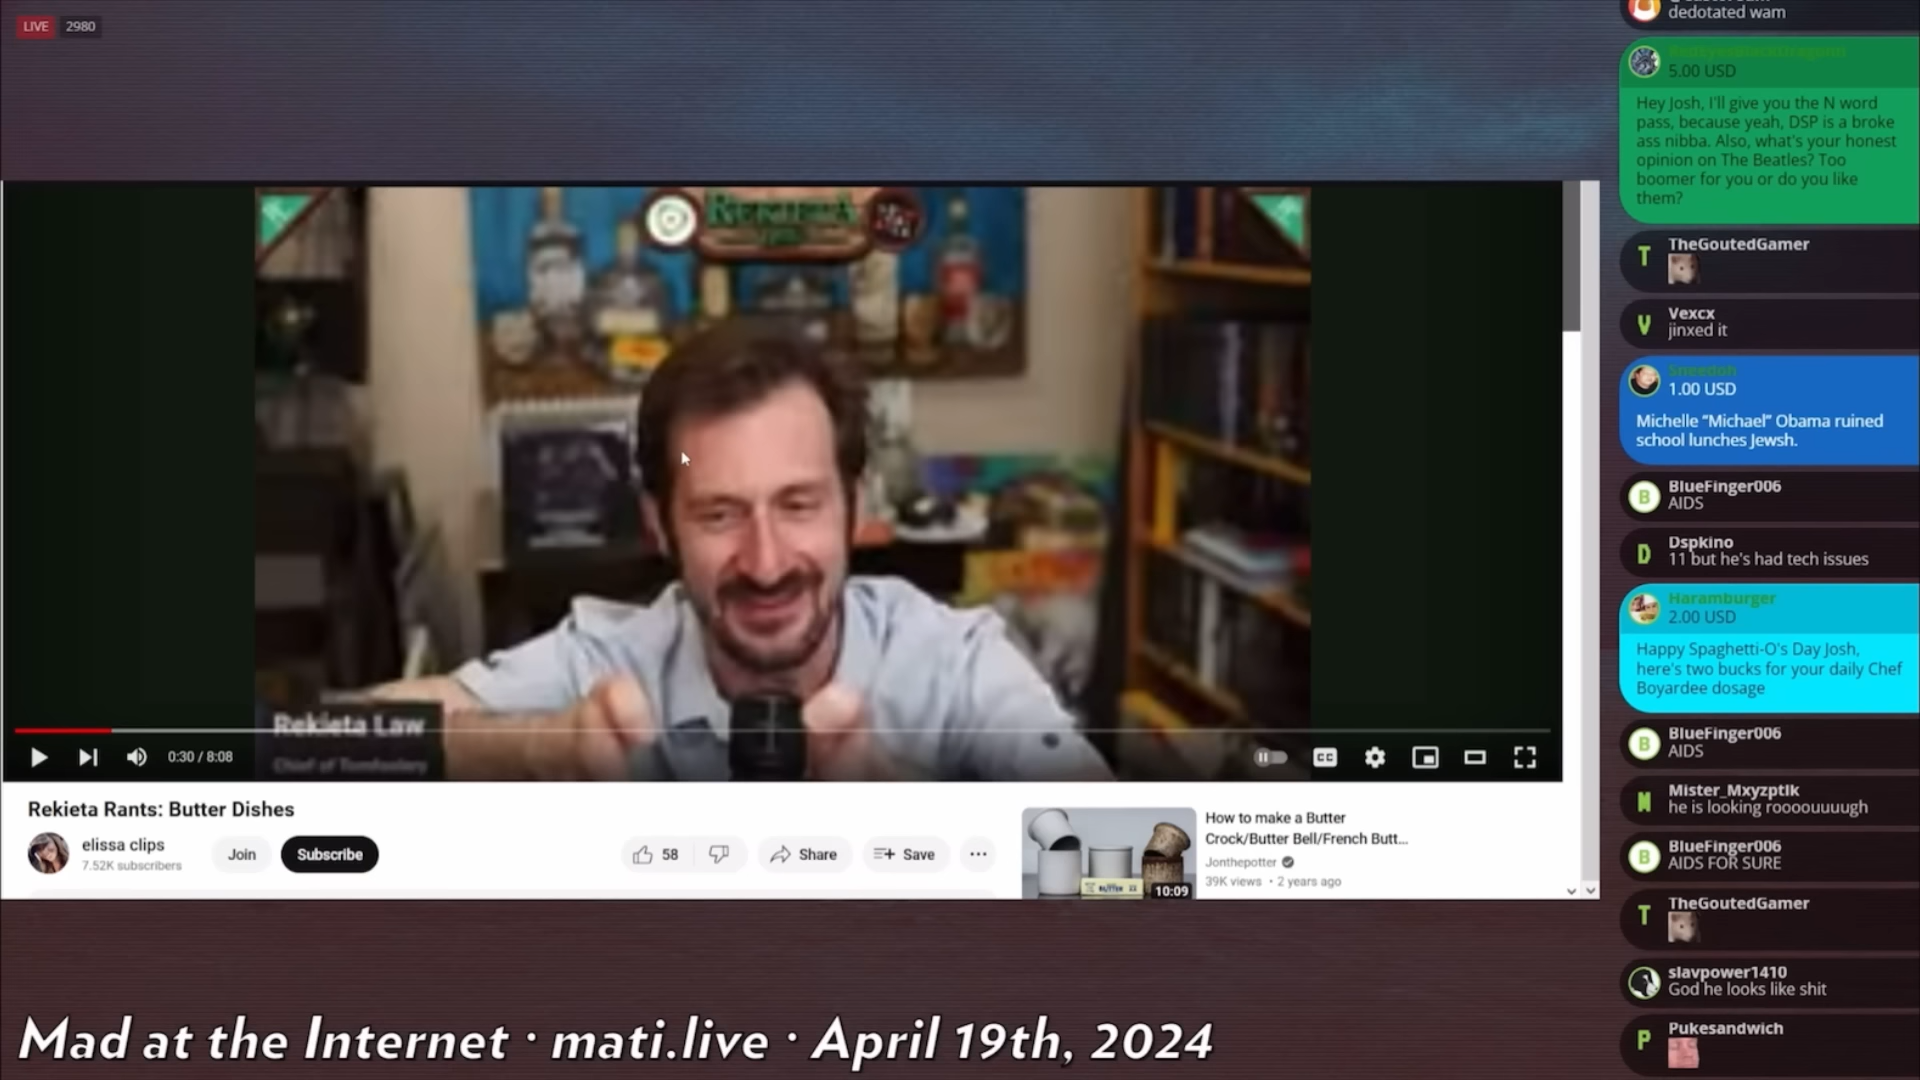 LIVE 2980
dedotated wam
5.00 USD
Hey Josh, I'll give you the N word
pass, because yeah, DSP is a broke
ass nibba. Also, what's your honest
opinion on The Beatles? Too
boomer for you or do you like
them?
T TheGoutedGamer
V Vexcx
jinxed it
Sneedoh
1.00 USD
Michelle “Michael” Obama ruined
school lunches Jewsh.
B BlueFinger006
AIDS
D Dspkino
11 but he's had tech issues
Haramburger
2.00 USD
Happy Spaghetti-O's Day Josh,
here's two bucks for your daily Chef
Boyardee dosage
B BlueFinger006
AIDS
M Mister_Mxyzptlk
he is looking roooouuuugh
B BlueFinger006
AIDS FOR SURE
T TheGoutedGamer
slavpower1410
God he looks like shit
P Pukesandwich
REKIETA
Rekieta Law
Chief of Tomfoolery
0:30 / 8:08
CC
Rekieta Rants: Butter Dishes
elissa clips
7.52K subscribers
Join
Subscribe
58
Share
Save
How to make a Butter
Crock/Butter Bell/French Butt...
Jonthepotter
39K views • 2 years ago
BUTTER
10:09
Mad at the Internet · mati.live · April 19th, 2024